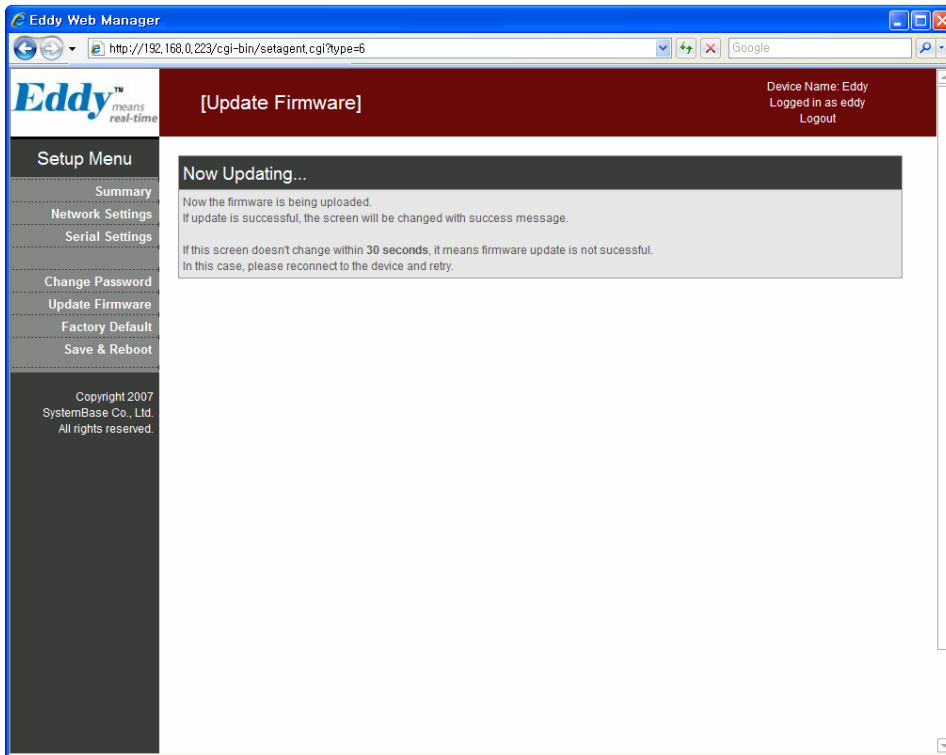 Eddy Web Manager
http://192,168,0,223/cgi-bin/setagent,cgi?type=6
Google
Eddy™
means
real-time
[Update Firmware]
Device Name: Eddy
Logged in as eddy
Logout
Setup Menu
Summary
Network Settings
Serial Settings
Change Password
Update Firmware
Factory Default
Save & Reboot
Copyright 2007
SystemBase Co., Ltd.
All rights reserved.
Now Updating...
Now the firmware is being uploaded.
If update is successful, the screen will be changed with success message.
If this screen doesn't change within 30 seconds, it means firmware update is not sucessful.
In this case, please reconnect to the device and retry.